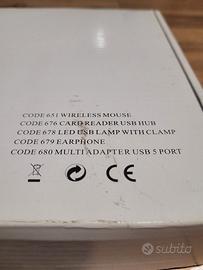 CODE 651 WIRELESS MOUSE
CODE 676 CARD READER USB HUB
CODE 678 LED USB LAMP WITH CLAMP
CODE 679 EARPHONE
CODE 680 MULTI ADAPTER USB 5 PORT
CE
subito